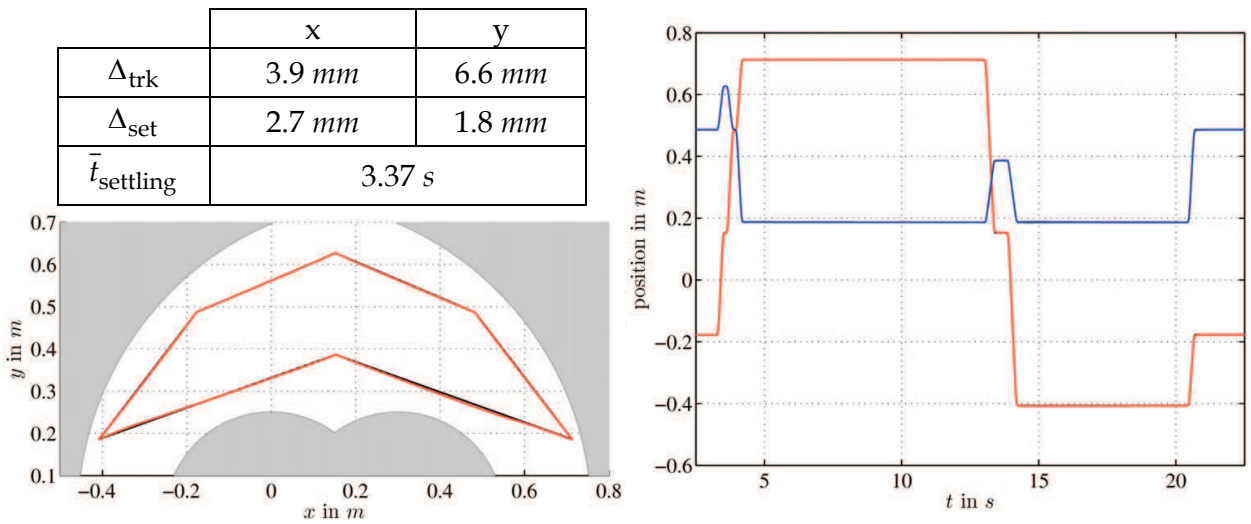 x y
Δtrk 3.9 mm 6.6 mm
Δset 2.7 mm 1.8 mm
t̄settling 3.37 s
0.7
0.6
0.5
0.4
0.3
0.2
0.1
y in m
−0.4 −0.2 0 0.2 0.4 0.6 0.8
x in m
0.8
0.6
0.4
0.2
0
−0.2
−0.4
−0.6
position in m
5 10 15 20
t in s